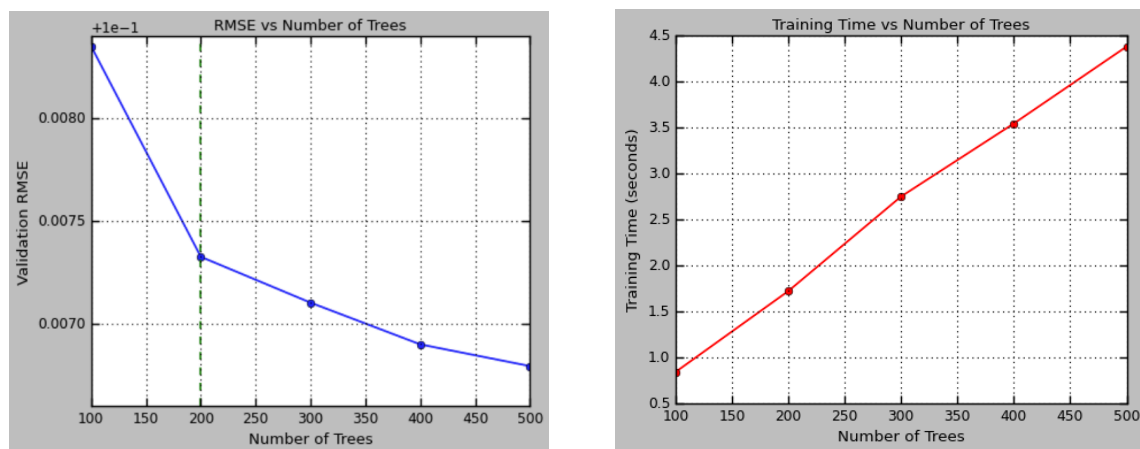 RMSE vs Number of Trees
+1e−1
0.0080
0.0075
0.0070
Validation RMSE
100 150 200 250 300 350 400 450 500
Number of Trees
Training Time vs Number of Trees
4.5
4.0
3.5
3.0
2.5
2.0
1.5
1.0
0.5
Training Time (seconds)
100 150 200 250 300 350 400 450 500
Number of Trees